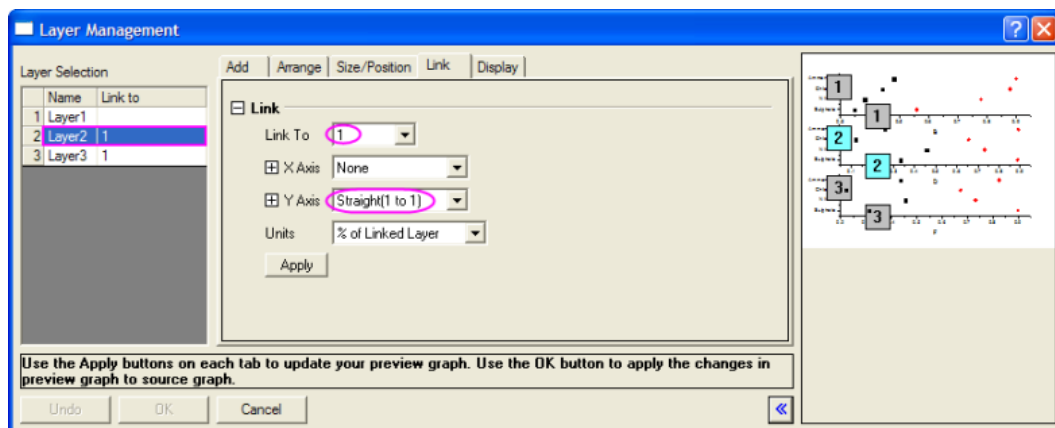 Layer Management
Layer Selection
Name Link to
1 Layer1
2 Layer2 1
3 Layer3 1
Add Arrange Size/Position Link Display
Link
Link To 1
X Axis None
Y Axis Straight(1 to 1)
Units % of Linked Layer
Apply
1
1
2
2
3
3
Use the Apply buttons on each tab to update your preview graph. Use the OK button to apply the changes in
preview graph to source graph.
Undo OK Cancel